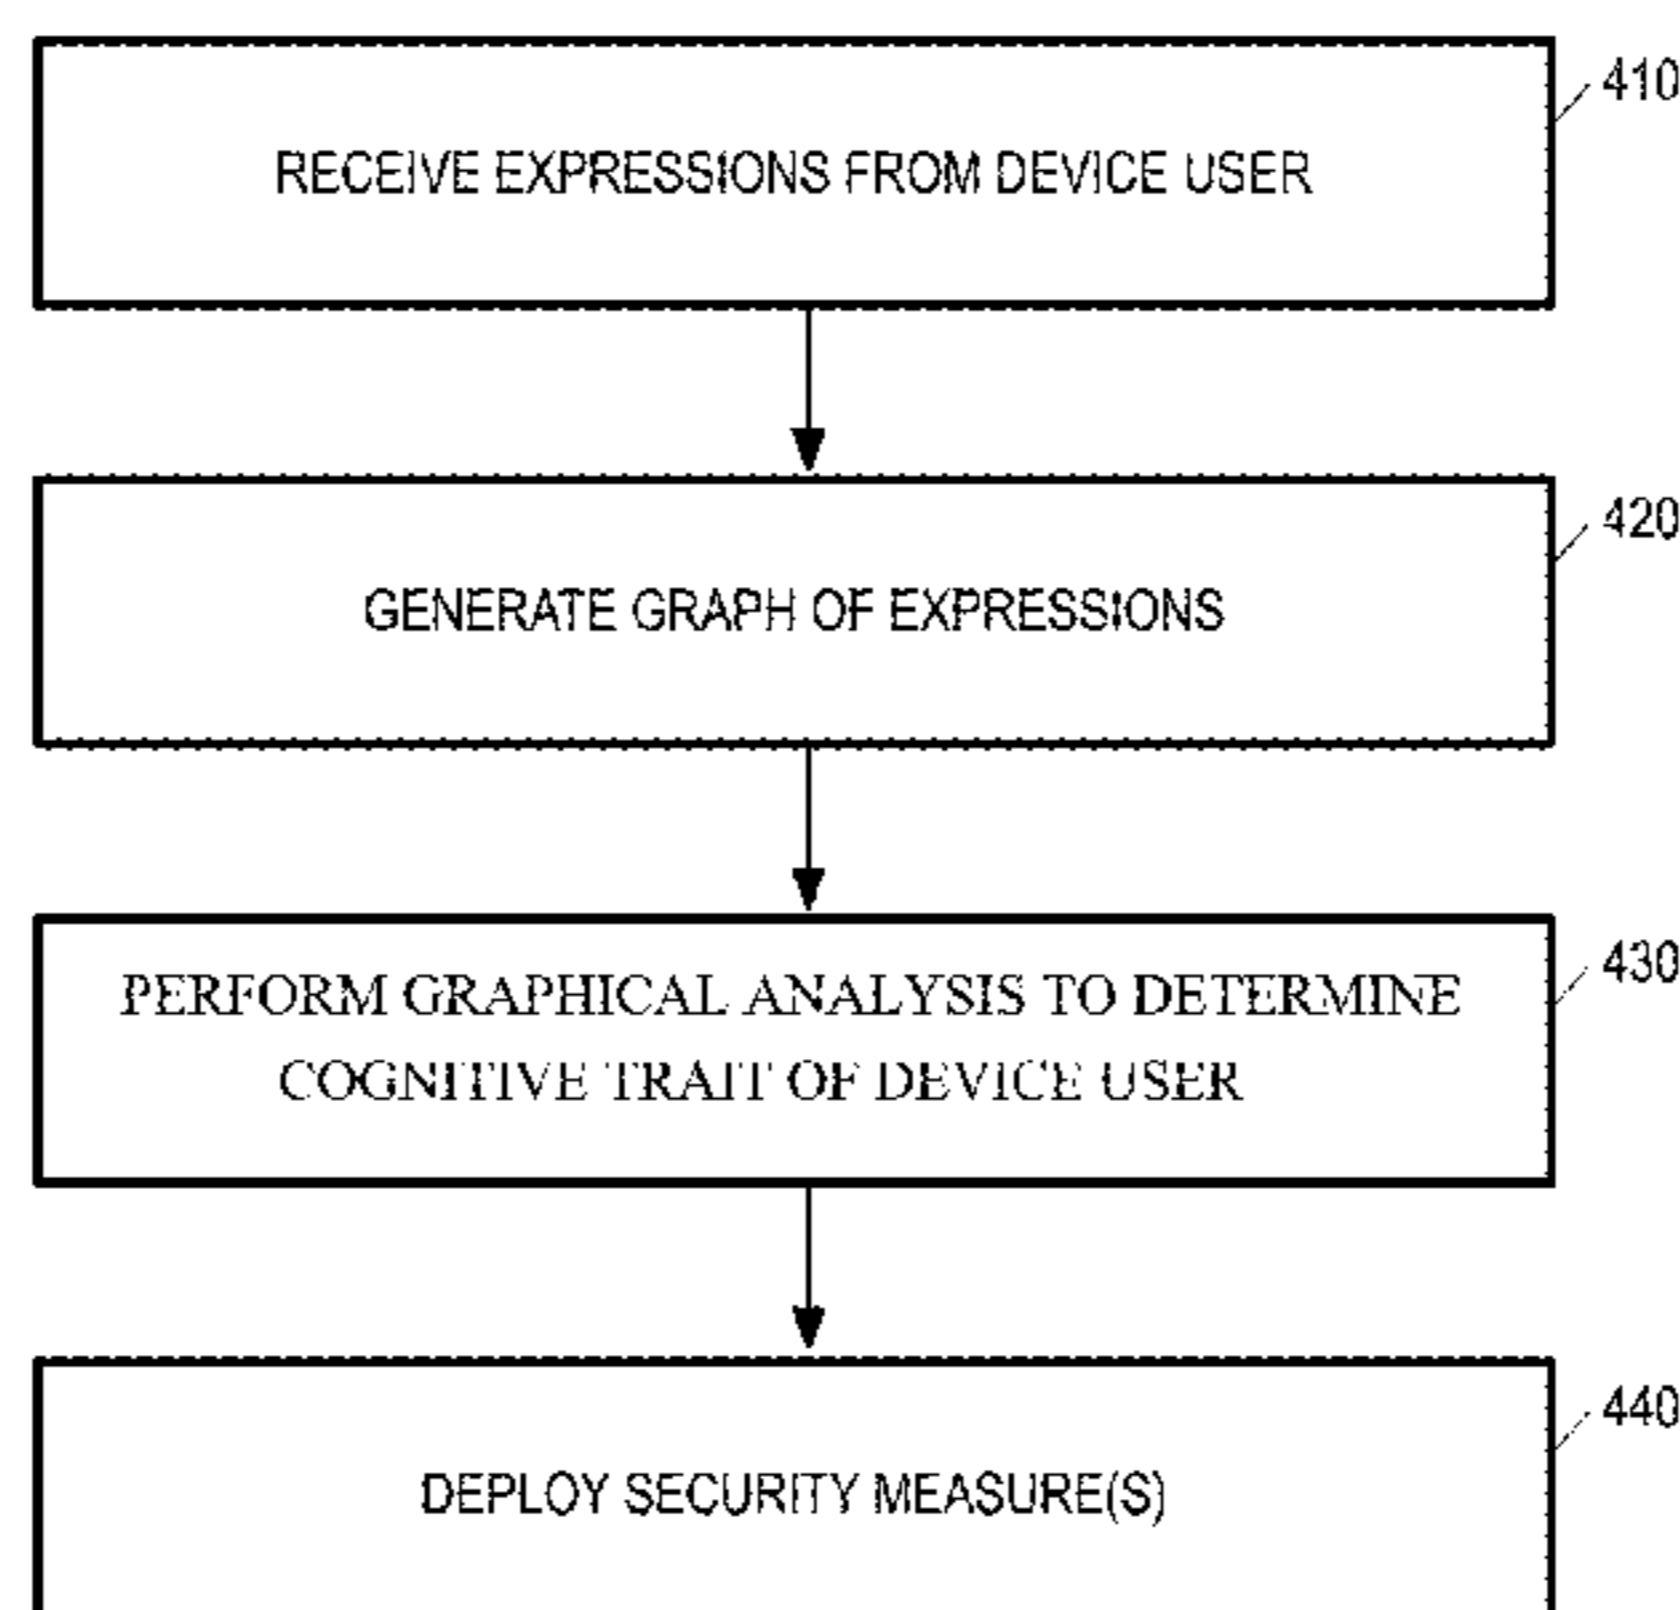 410
RECEIVE EXPRESSIONS FROM DEVICE USER
420
GENERATE GRAPH OF EXPRESSIONS
430
PERFORM GRAPHICAL ANALYSIS TO DETERMINE
COGNITIVE TRAIT OF DEVICE USER
440
DEPLOY SECURITY MEASURE(S)